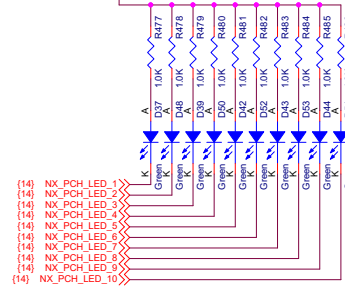 R477
R478
R479
R480
R481
R482
R483
R484
R485
1.0K
1.0K
1.0K
1.0K
1.0K
1.0K
1.0K
1.0K
1.0K
D37
D48
D39
D50
D42
D52
D43
D53
D44
A
A
A
A
A
A
A
A
A
K
K
K
K
K
K
K
K
K
Green
Green
Green
Green
Green
Green
Green
Green
Green
{14} NX_PCH_LED_1
{14} NX_PCH_LED_2
{14} NX_PCH_LED_3
{14} NX_PCH_LED_4
{14} NX_PCH_LED_5
{14} NX_PCH_LED_6
{14} NX_PCH_LED_7
{14} NX_PCH_LED_8
{14} NX_PCH_LED_9
{14} NX_PCH_LED_10